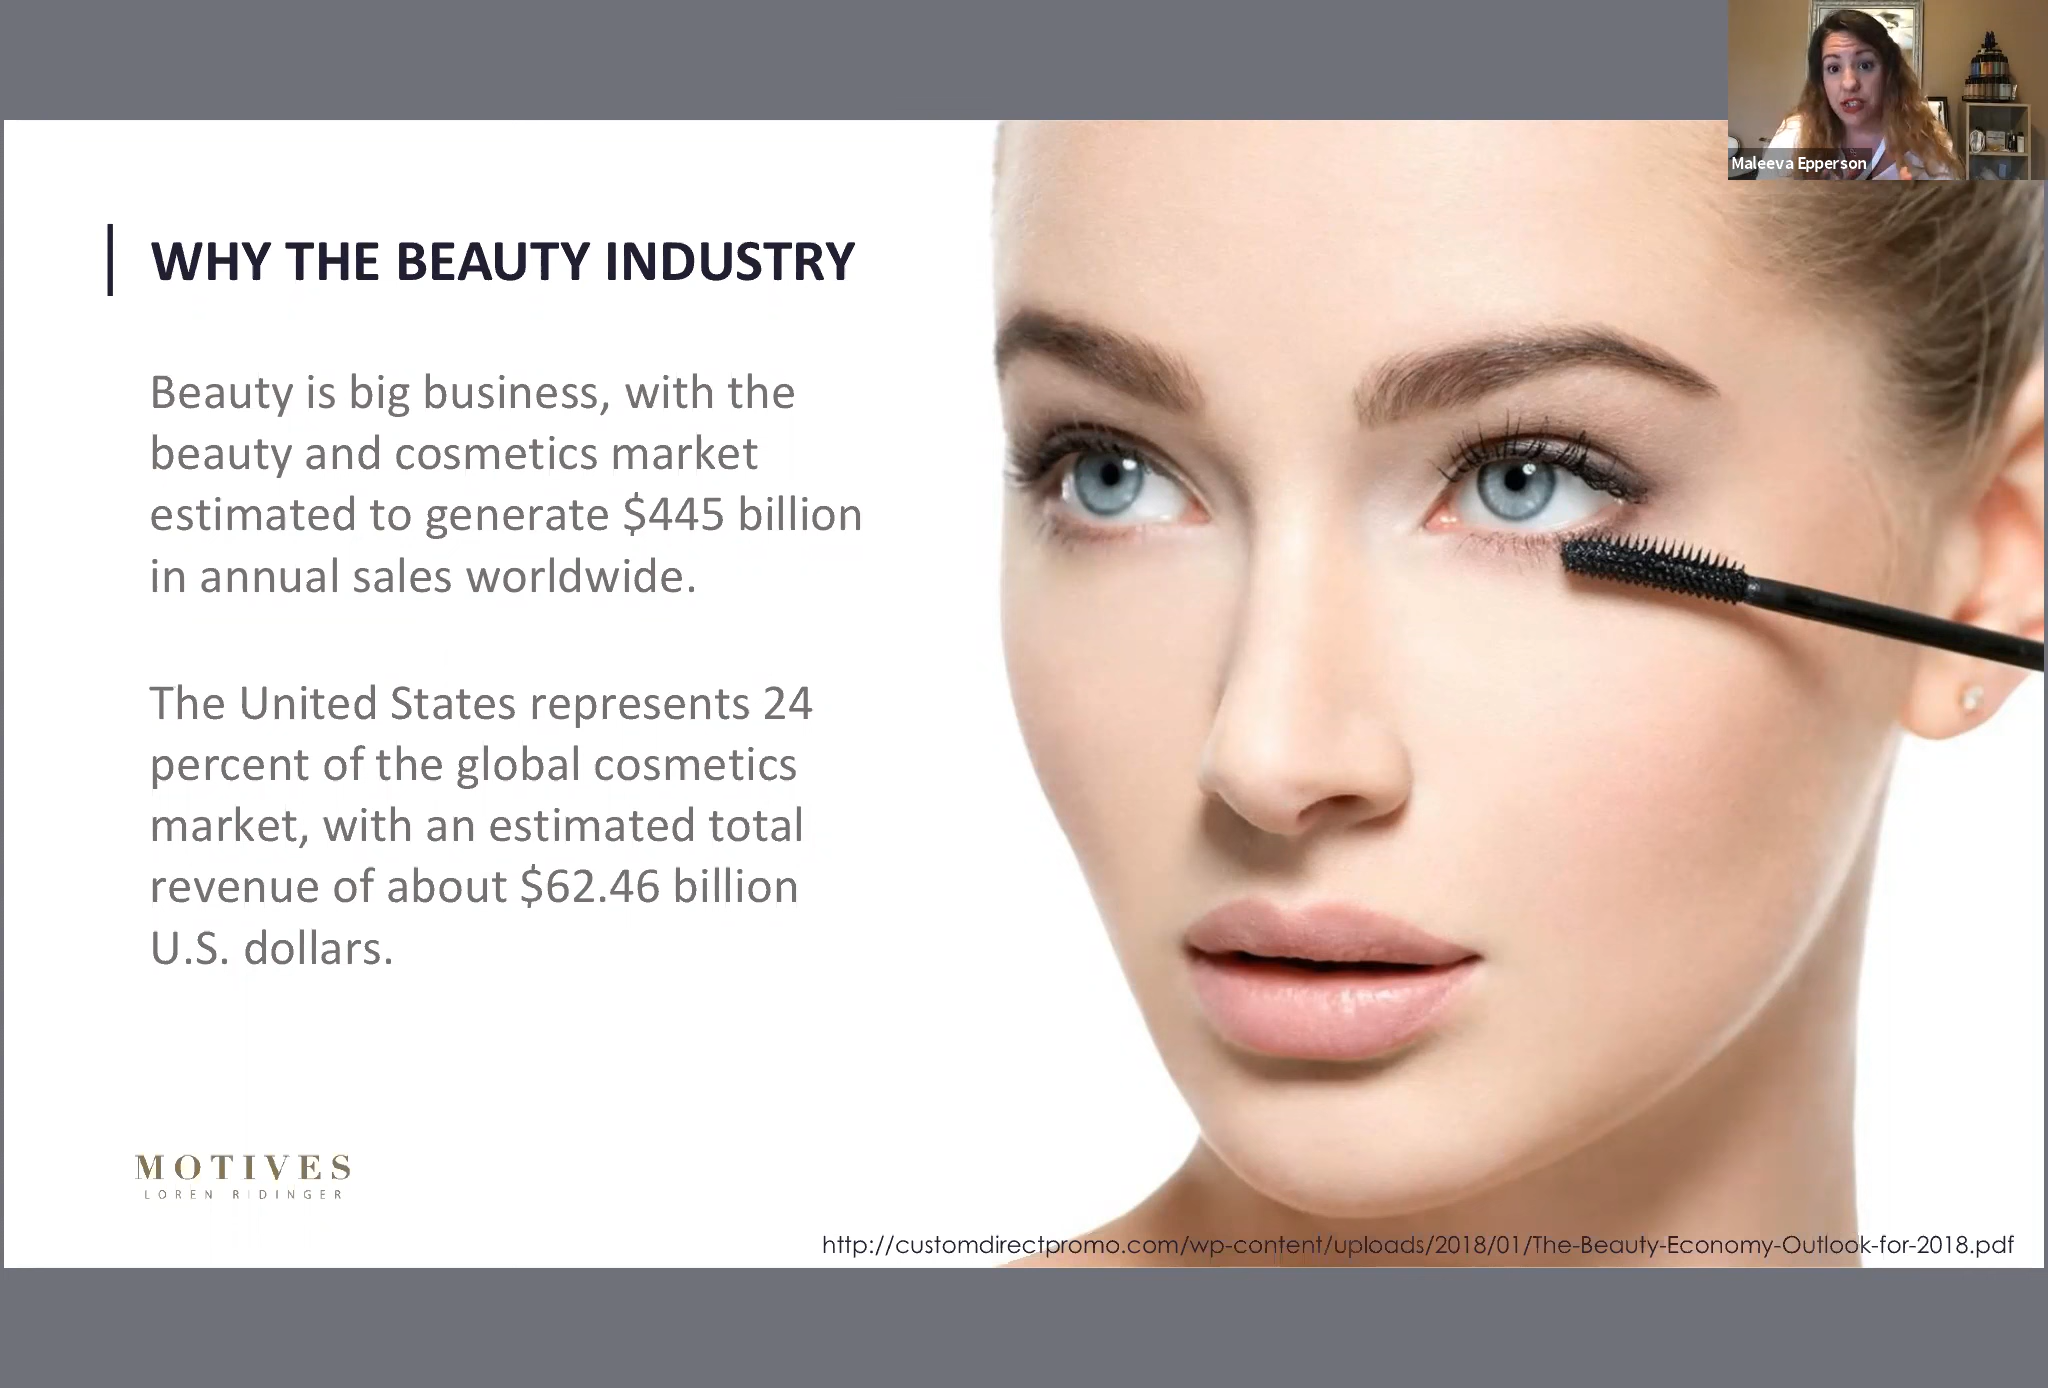 Maleeva Epperson
WHY THE BEAUTY INDUSTRY
Beauty is big business, with the
beauty and cosmetics market
estimated to generate $445 billion
in annual sales worldwide.
The United States represents 24
percent of the global cosmetics
market, with an estimated total
revenue of about $62.46 billion
U.S. dollars.
MOTIVES
LOREN RIDINGER
http://customdirectpromo.com/wp-content/uploads/2018/01/The-Beauty-Economy-Outlook-for-2018.pdf